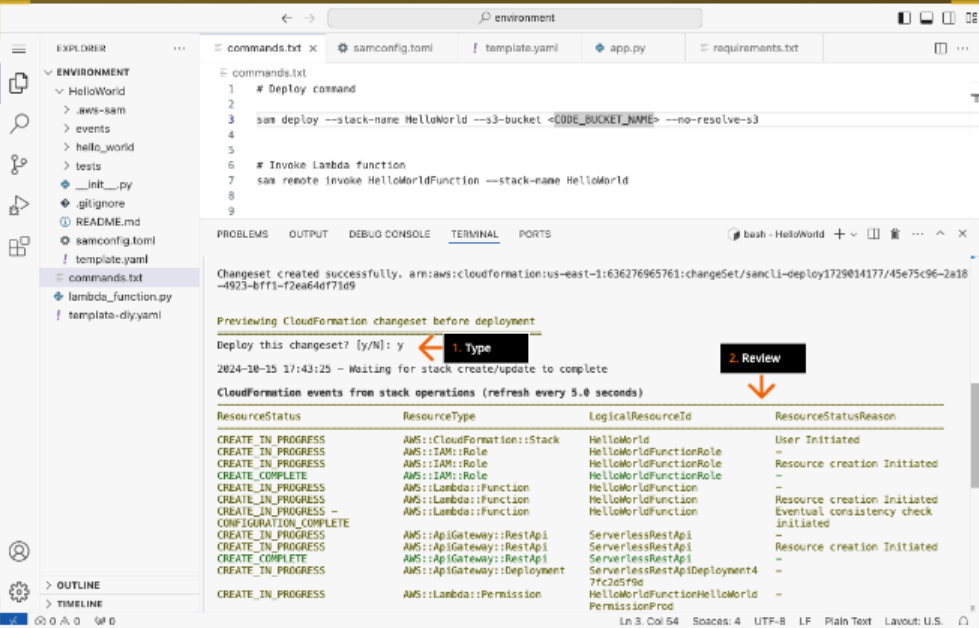 environment
EXPLORER
commands.txt
samconfig.toml
template.yaml
app.py
requirements.txt
ENVIRONMENT
HelloWorld
.aws-sam
events
hello_world
tests
__init__.py
.gitignore
README.md
samconfig.toml
template.yaml
commands.txt
lambda_function.py
template-diy.yaml
OUTLINE
TIMELINE
commands.txt
1 # Deploy command
2
3 sam deploy --stack-name HelloWorld --s3-bucket <CODE_BUCKET_NAME> --no-resolve-s3
4
5
6 # Invoke Lambda function
7 sam remote invoke HelloWorldFunction --stack-name HelloWorld
8
9
PROBLEMS OUTPUT DEBUG CONSOLE TERMINAL PORTS bash - HelloWorld
Changeset created successfully. arn:aws:cloudformation:us-east-1:636276965761:changeSet/samcli-deploy1729014177/45e75c96-2a18
-4923-bff1-f2ea64df71d9
Previewing CloudFormation changeset before deployment
Deploy this changeset? [y/N]: y
1. Type
2024-10-15 17:43:25 - Waiting for stack create/update to complete
2. Review
CloudFormation events from stack operations (refresh every 5.0 seconds)
ResourceStatus ResourceType LogicalResourceId ResourceStatusReason
CREATE_IN_PROGRESS AWS::CloudFormation::Stack HelloWorld User Initiated
CREATE_IN_PROGRESS AWS::IAM::Role HelloWorldFunctionRole -
CREATE_IN_PROGRESS AWS::IAM::Role HelloWorldFunctionRole Resource creation Initiated
CREATE_COMPLETE AWS::IAM::Role HelloWorldFunctionRole -
CREATE_IN_PROGRESS AWS::Lambda::Function HelloWorldFunction -
CREATE_IN_PROGRESS AWS::Lambda::Function HelloWorldFunction Resource creation Initiated
CREATE_IN_PROGRESS - AWS::Lambda::Function HelloWorldFunction Eventual consistency check
CONFIGURATION_COMPLETE initiated
CREATE_IN_PROGRESS AWS::ApiGateway::RestApi ServerlessRestApi -
CREATE_IN_PROGRESS AWS::ApiGateway::RestApi ServerlessRestApi Resource creation Initiated
CREATE_COMPLETE AWS::ApiGateway::RestApi ServerlessRestApi -
CREATE_IN_PROGRESS AWS::ApiGateway::Deployment ServerlessRestApiDeployment4 -
7fc2d5f9d
CREATE_IN_PROGRESS AWS::Lambda::Permission HelloWorldFunctionHelloWorld -
PermissionProd
0 0 0 Ln 3, Col 54 Spaces: 4 UTF-8 LF Plain Text Layout: U.S.